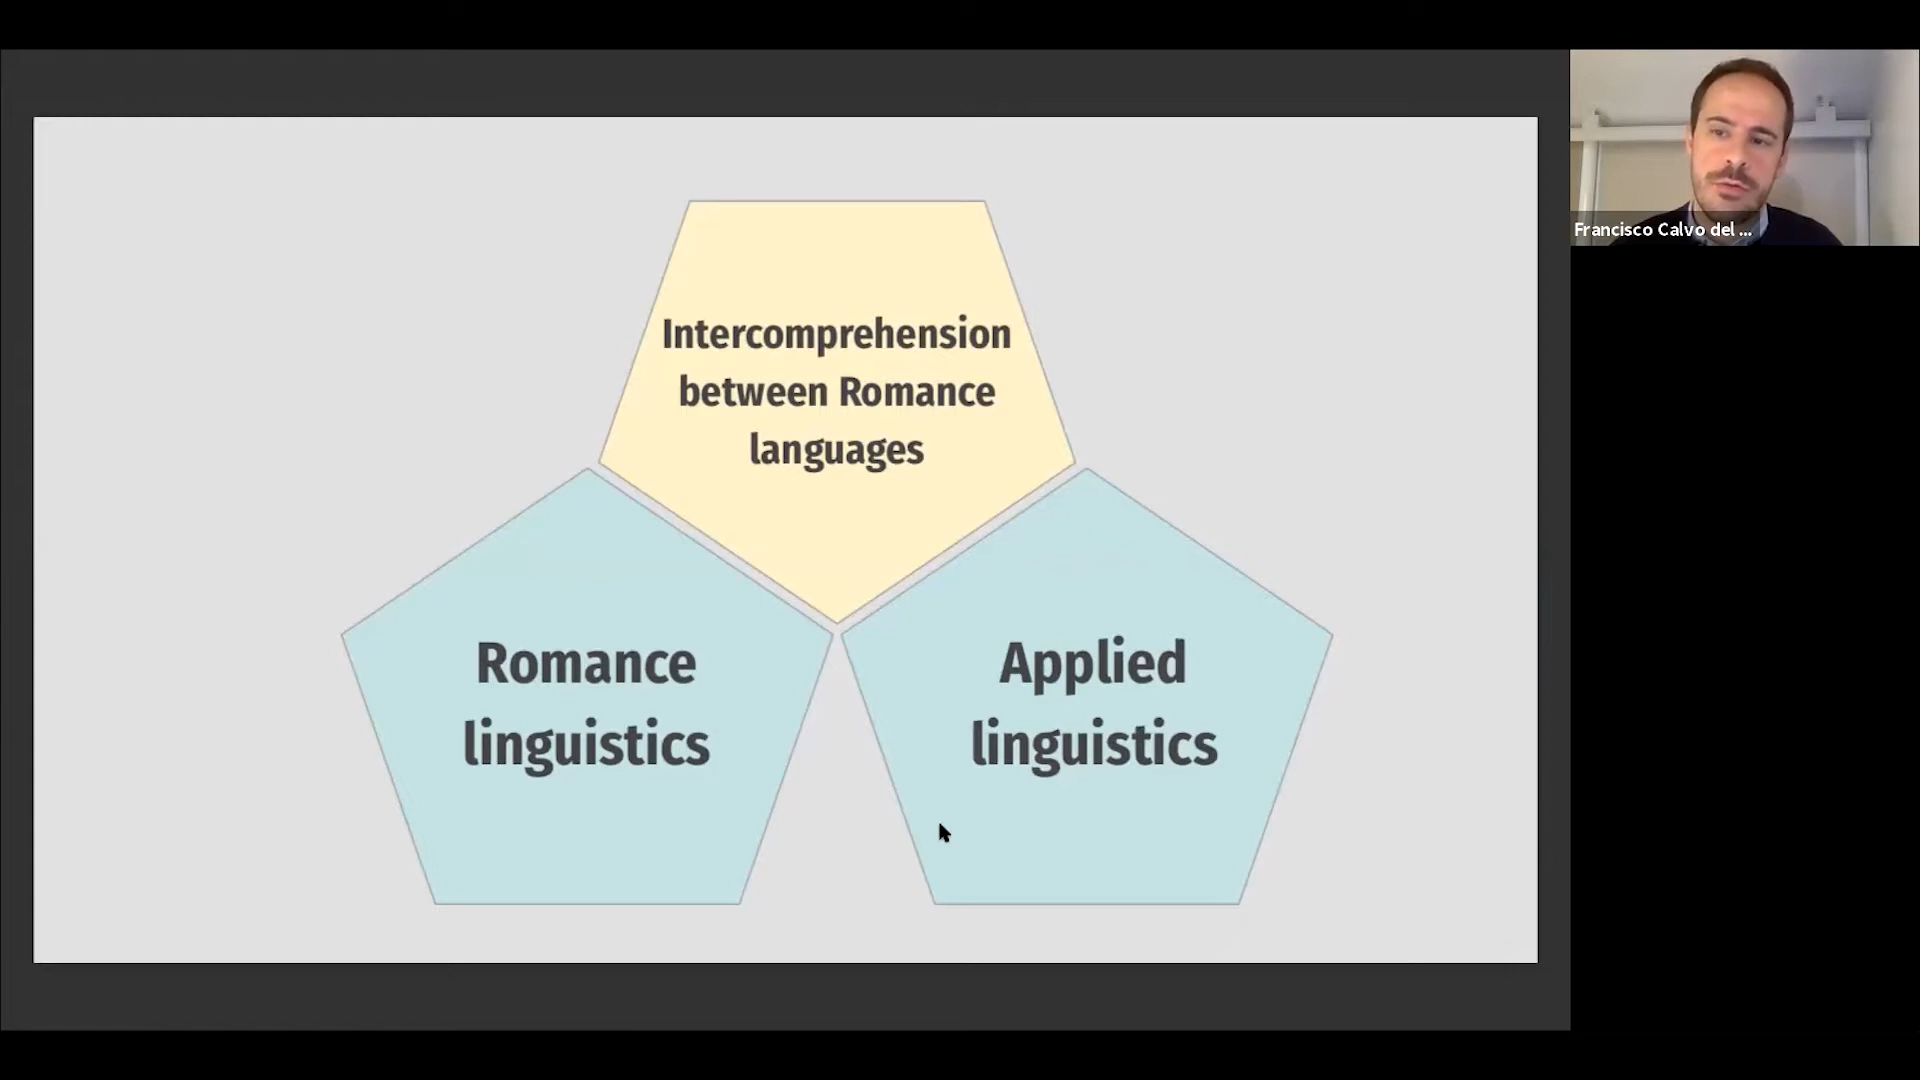 Intercomprehension
between Romance
languages
Romance
linguistics
Applied
linguistics
Francisco Calvo del ...